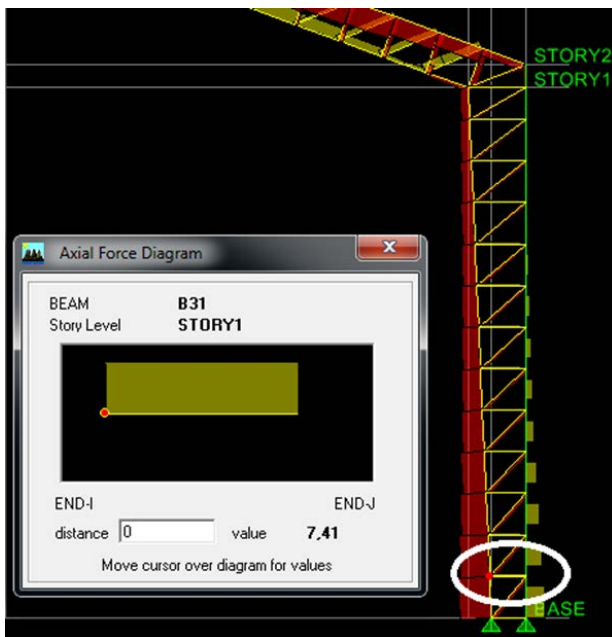 STORY2
STORY1
Axial Force Diagram
BEAM B31
Story Level STORY1
END-I END-J
distance 0 value 7,41
Move cursor over diagram for values
BASE